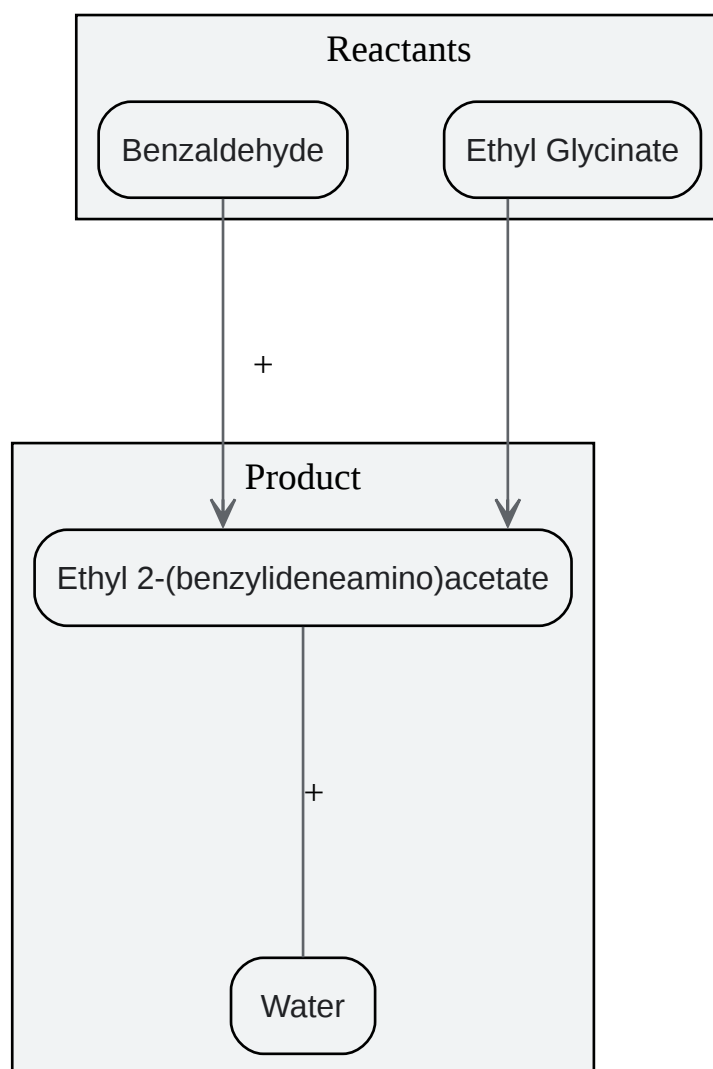 Reactants
Benzaldehyde
Ethyl Glycinate
+
Product
Ethyl 2-(benzylideneamino)acetate
+
Water